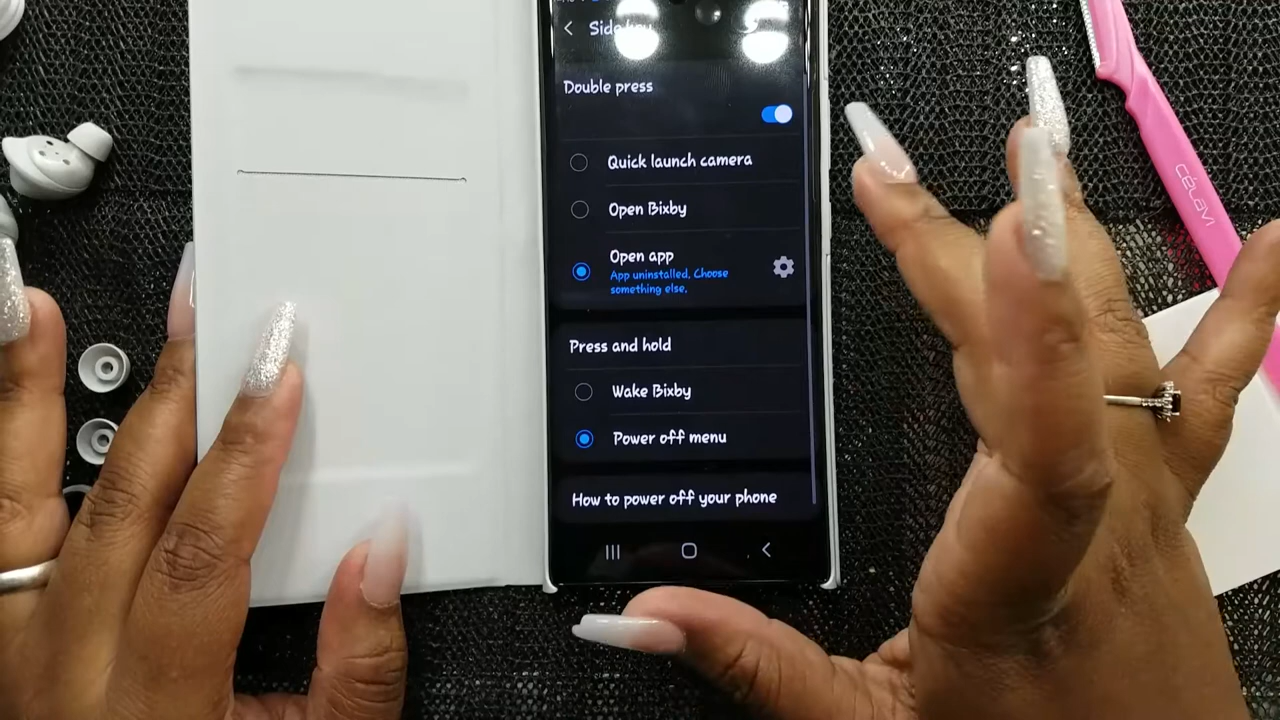 Double press
Quick launch camera
Open Bixby
Open app
App uninstalled. Choose
something else.
Press and hold
Wake Bixby
Power off menu
How to power off your phone
CéLavi